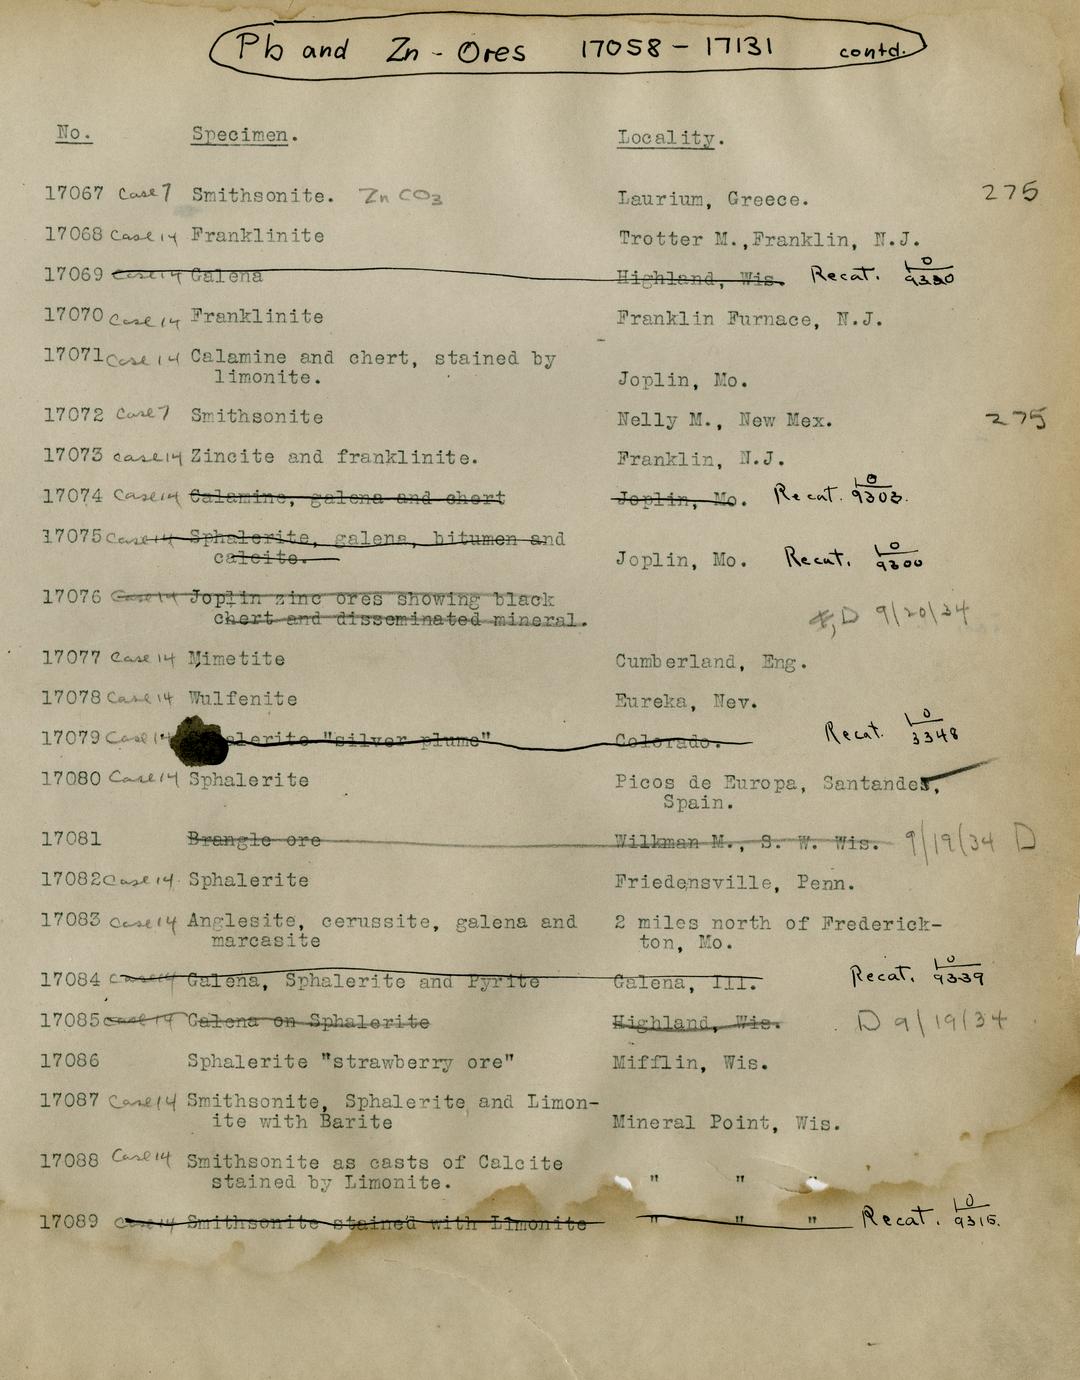 Pb and Zn - Ores 17058 - 17131 contd.
No. Specimen. Locality.
17067 Case 7 Smithsonite. ZnCO3 Laurium, Greece. 275
17068 Case 14 Franklinite Trotter M.,Franklin, N.J.
17069 Case 14 Galena Highland, Wis. Recat. 10
Franklin Furnace, N.J.
17070 Case 14 Franklinite
17071 Case 14 Calamine and chert, stained by
limonite. Joplin, Mo.
17072 Case 7 Smithsonite Nelly M., New Mex. 275
17073 Case 14 Zincite and franklinite. Franklin, N.J.
17074 Case 14 Calamine, galena and chert Joplin, Mo. Recat. 10
9303.
17075 Case 14 Sphalerite, galena, bitumen and
calcite. Joplin, Mo. Recat. 10
9300
17076 Case 14 Joplin zinc ores showing black
chert and disseminated mineral. D 9/20/34
17077 Case 14 Mimetite Cumberland, Eng.
17078 Case 14 Wulfenite Eureka, Nev.
17079 Case 14 alerite "silver plume" Colorado. Recat. 10
3348
17080 Case 14 Sphalerite Picos de Europa, Santander,
Spain.
17081 Brangle ore Wilkman M., S. W. Wis. 9/19/34 D
17082 Case 14. Sphalerite Friedensville, Penn.
17083 Case 14 Anglesite, cerussite, galena and 2 miles north of Frederick-
marcasite ton, Mo.
17084 Case 14 Galena, Sphalerite and Pyrite Galena, Ill. Recat. 10
9339
17085 Case 14 Galena on Sphalerite Highland, Wis. D 9/19/34
17086 Sphalerite "strawberry ore" Mifflin, Wis.
17087 Case 14 Smithsonite, Sphalerite and Limon-
ite with Barite Mineral Point, Wis.
17088 Case 14 Smithsonite as casts of Calcite
stained by Limonite. " " "
17089 Case 14 Smithsonite stained with Limonite " " " Recat. 10
9315.